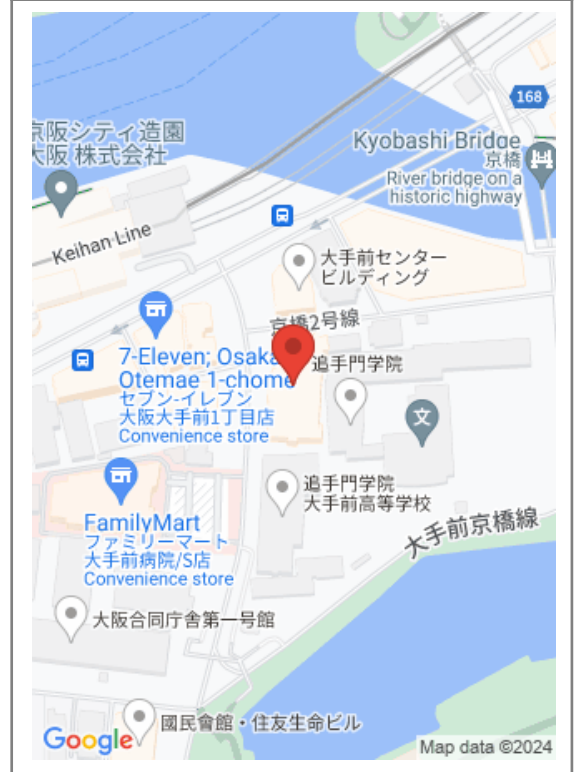 168
京阪シティ造園
大阪 株式会社
Kyobashi Bridge
京橋
River bridge on a
historic highway
Keihan Line
大手前センター
ビルディング
京橋2号線
7-Eleven; Osaka
Otemae 1-chome
セブン-イレブン
大阪大手前1丁目店
Convenience store
追手門学院
文
追手門学院
大手前高等学校
FamilyMart
ファミリーマート
大手前病院/S店
Convenience store
大手前京橋線
大阪合同庁舎第一号館
國民會館・住友生命ビル
Google
Map data ©2024